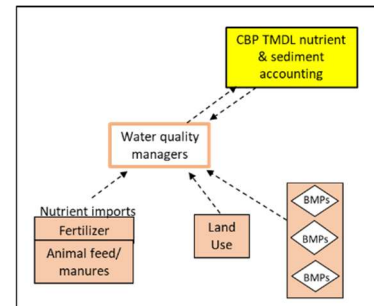 CBP TMDL nutrient
& sediment
accounting
Water quality
managers
Nutrient imports
Fertilizer
Animal feed/
manures
Land
Use
BMPs
BMPs
BMPs